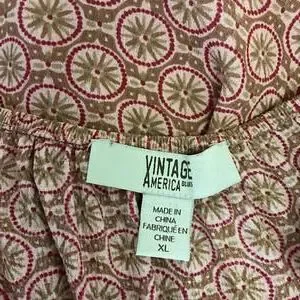 VINTAGE
AMERICA BLUES
MADE IN
CHINA
FABRIQUÉ EN
CHINE
XL